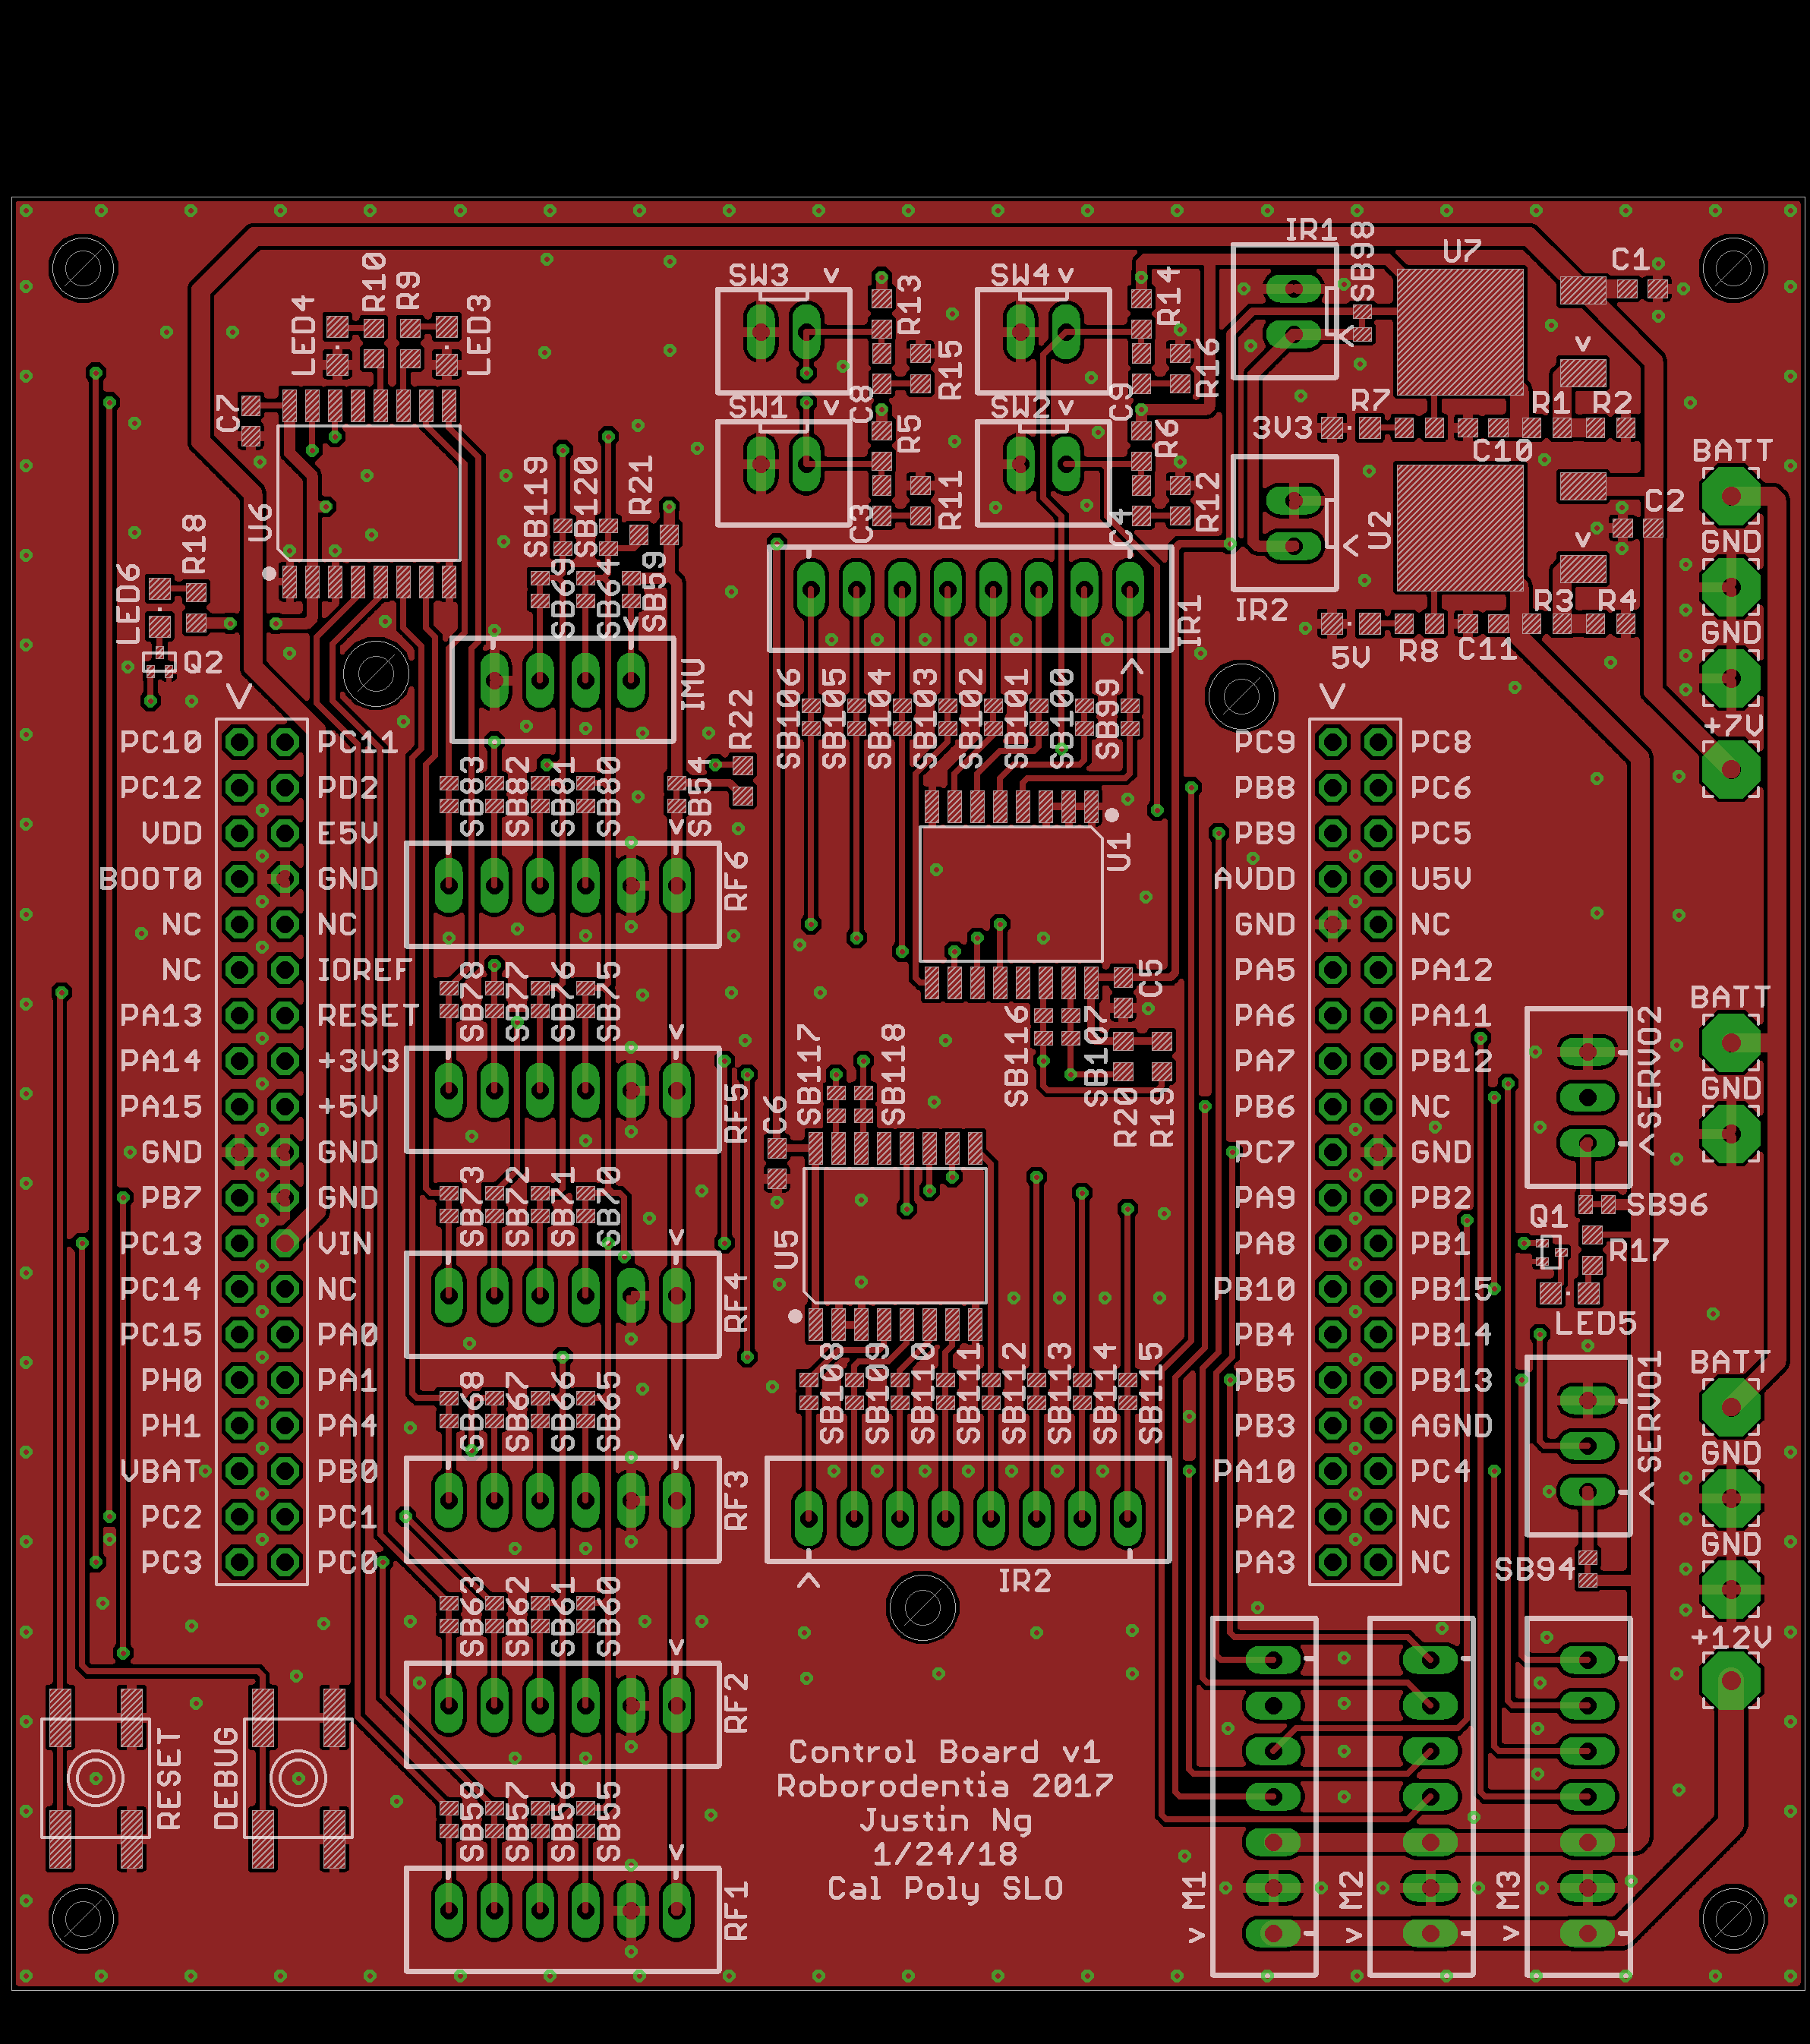 IR1
SB98
U7
C1
R10
R9
LED4
LED3
SW3 v
R13
SW4 v
R14
R15
R16
C8
C9
v
<
C7
SW1 v
R5
SW2 v
R6
3V3
R7
R1
R2
C10
BATT
U6
SB119
SB120
R21
C3
R11
C4
R12
< U2
C2
v
GND
R18
LED6
SB69
SB64
SB59
IR1
IR2
R3
R4
5V
R8
C11
GND
Q2
<
IMU
+7V
V
V
SB106
SB105
SB104
SB103
SB102
SB101
SB100
SB99
R22
PC10
PC11
PC12
PD2
VDD
E5V
BOOT0
GND
NC
NC
NC
IOREF
PA13
RESET
PA14
+3V3
PA15
+5V
GND
GND
PB7
GND
PC13
VIN
PC14
NC
PC15
PA0
PH0
PA1
PH1
PA4
VBAT
PB0
PC2
PC1
PC3
PC0
SB83
SB82
SB81
SB80
SB54
RF6
SB78
SB77
SB76
SB75
RF5
SB73
SB72
SB71
SB70
RF4
SB68
SB67
SB66
SB65
RF3
SB63
SB62
SB61
SB60
RF2
SB58
SB57
SB56
SB55
RF1
U1
C5
SB116
SB107
R20
R19
SB117
SB118
C6
U5
SB108
SB109
SB110
SB111
SB112
SB113
SB114
SB115
IR2
PC9
PC8
PB8
PC6
PB9
PC5
AVDD
U5V
GND
NC
PA5
PA12
PA6
PA11
PA7
PB12
PB6
NC
PC7
GND
PA9
PB2
PA8
PB1
PB10
PB15
PB4
PB14
PB5
PB13
PB3
AGND
PA10
PC4
PA2
NC
PA3
NC
<SERVO2
BATT
GND
SB96
Q1
R17
LED5
<SERVO1
BATT
GND
GND
+12V
SB94
RESET
DEBUG
Control Board v1
Roborodentia 2017
Justin Ng
1/24/18
Cal Poly SLO
> M1
> M2
> M3